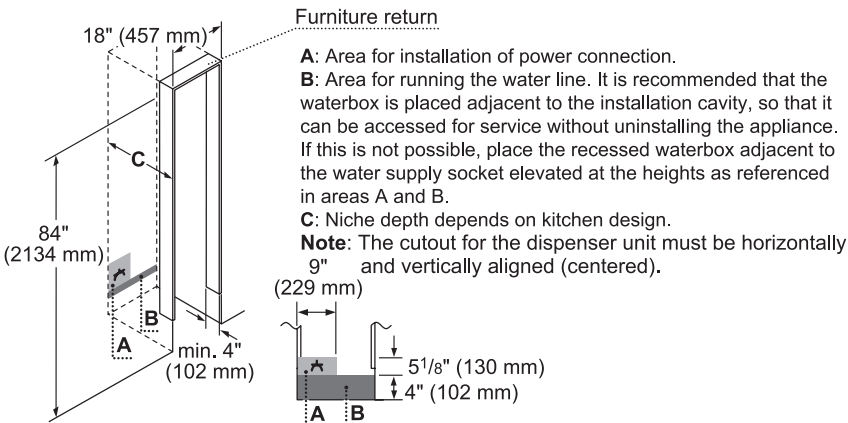 Furniture return
18" (457 mm)
A: Area for installation of power connection.
B: Area for running the water line. It is recommended that the
waterbox is placed adjacent to the installation cavity, so that it
can be accessed for service without uninstalling the appliance.
If this is not possible, place the recessed waterbox adjacent to
the water supply socket elevated at the heights as referenced
in areas A and B.
C: Niche depth depends on kitchen design.
Note: The cutout for the dispenser unit must be horizontally
and vertically aligned (centered).
C
84"
(2134 mm)
B
A
min. 4"
(102 mm)
9"
(229 mm)
5 1/8" (130 mm)
4" (102 mm)
A
B